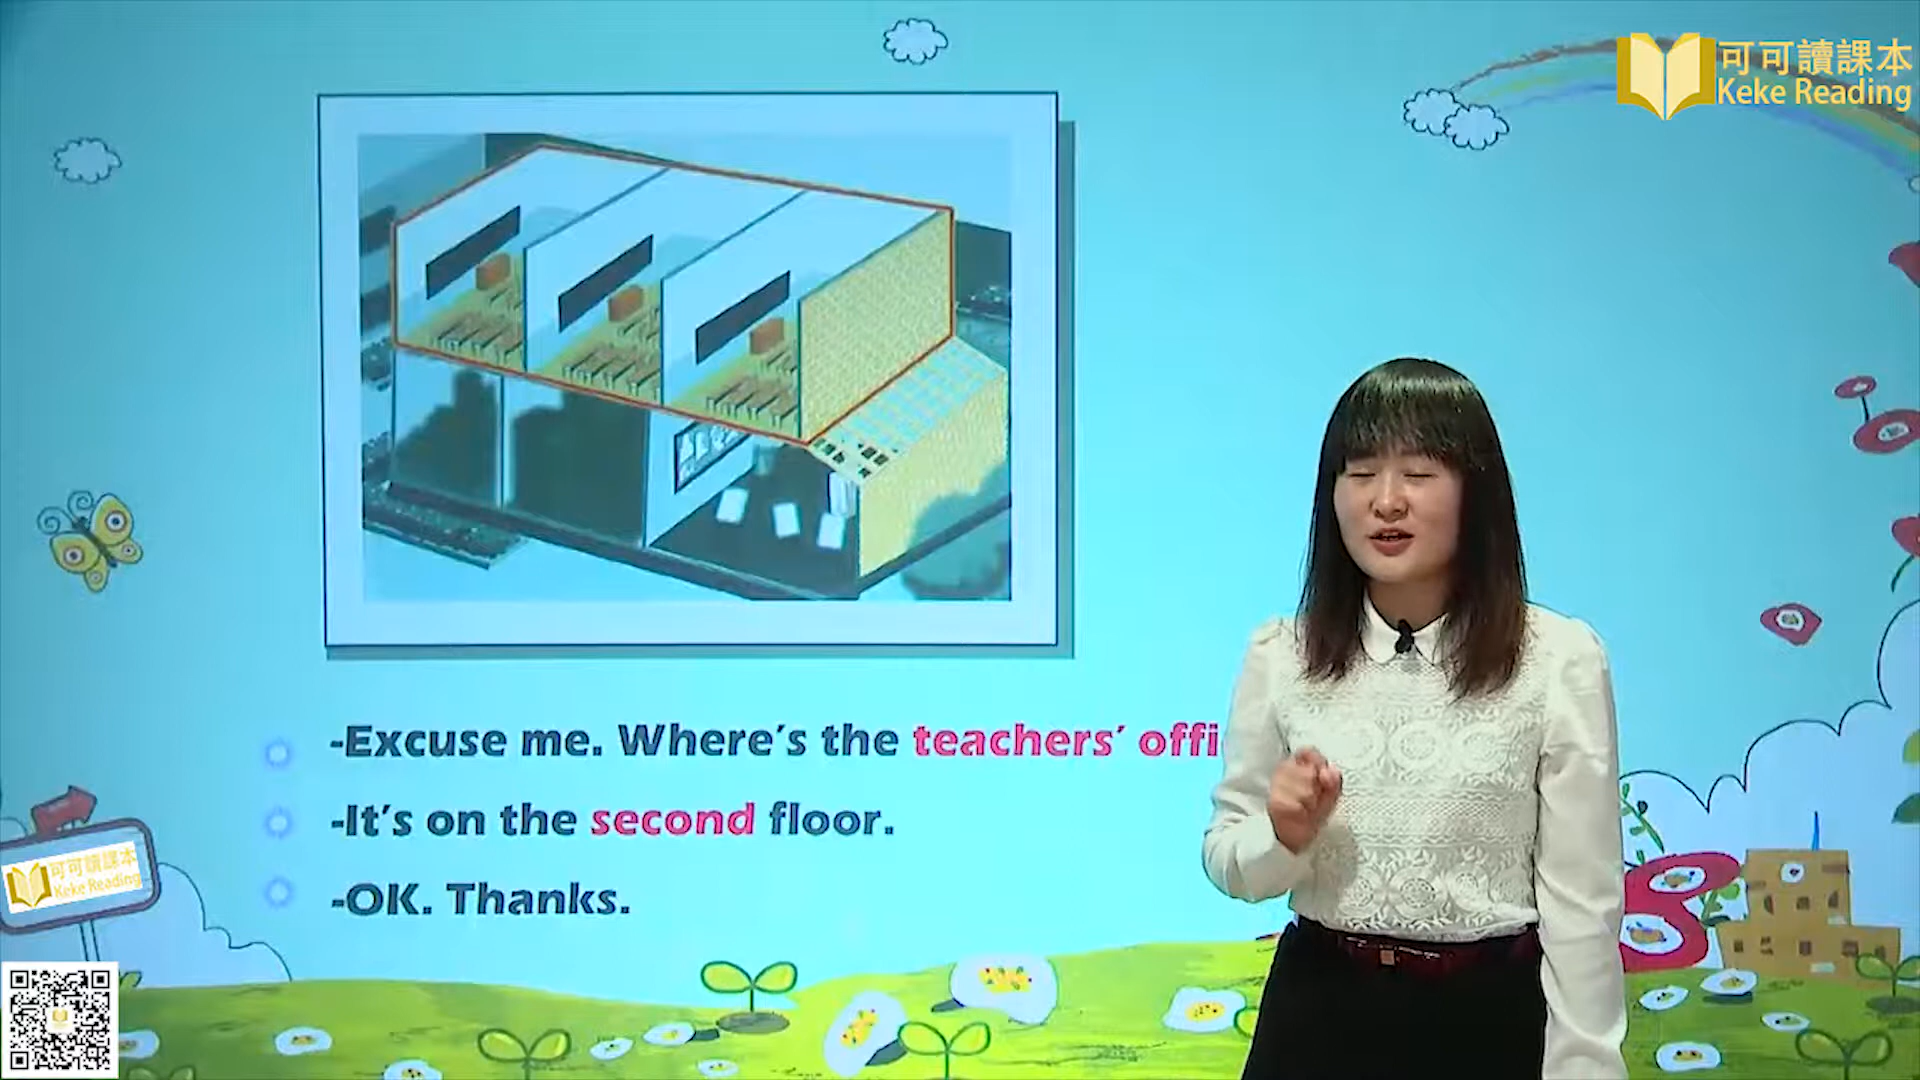 可可讀課本
Keke Reading
-Excuse me. Where's the teachers' offi
-It's on the second floor.
-OK. Thanks.
可可讀課本
Keke Reading